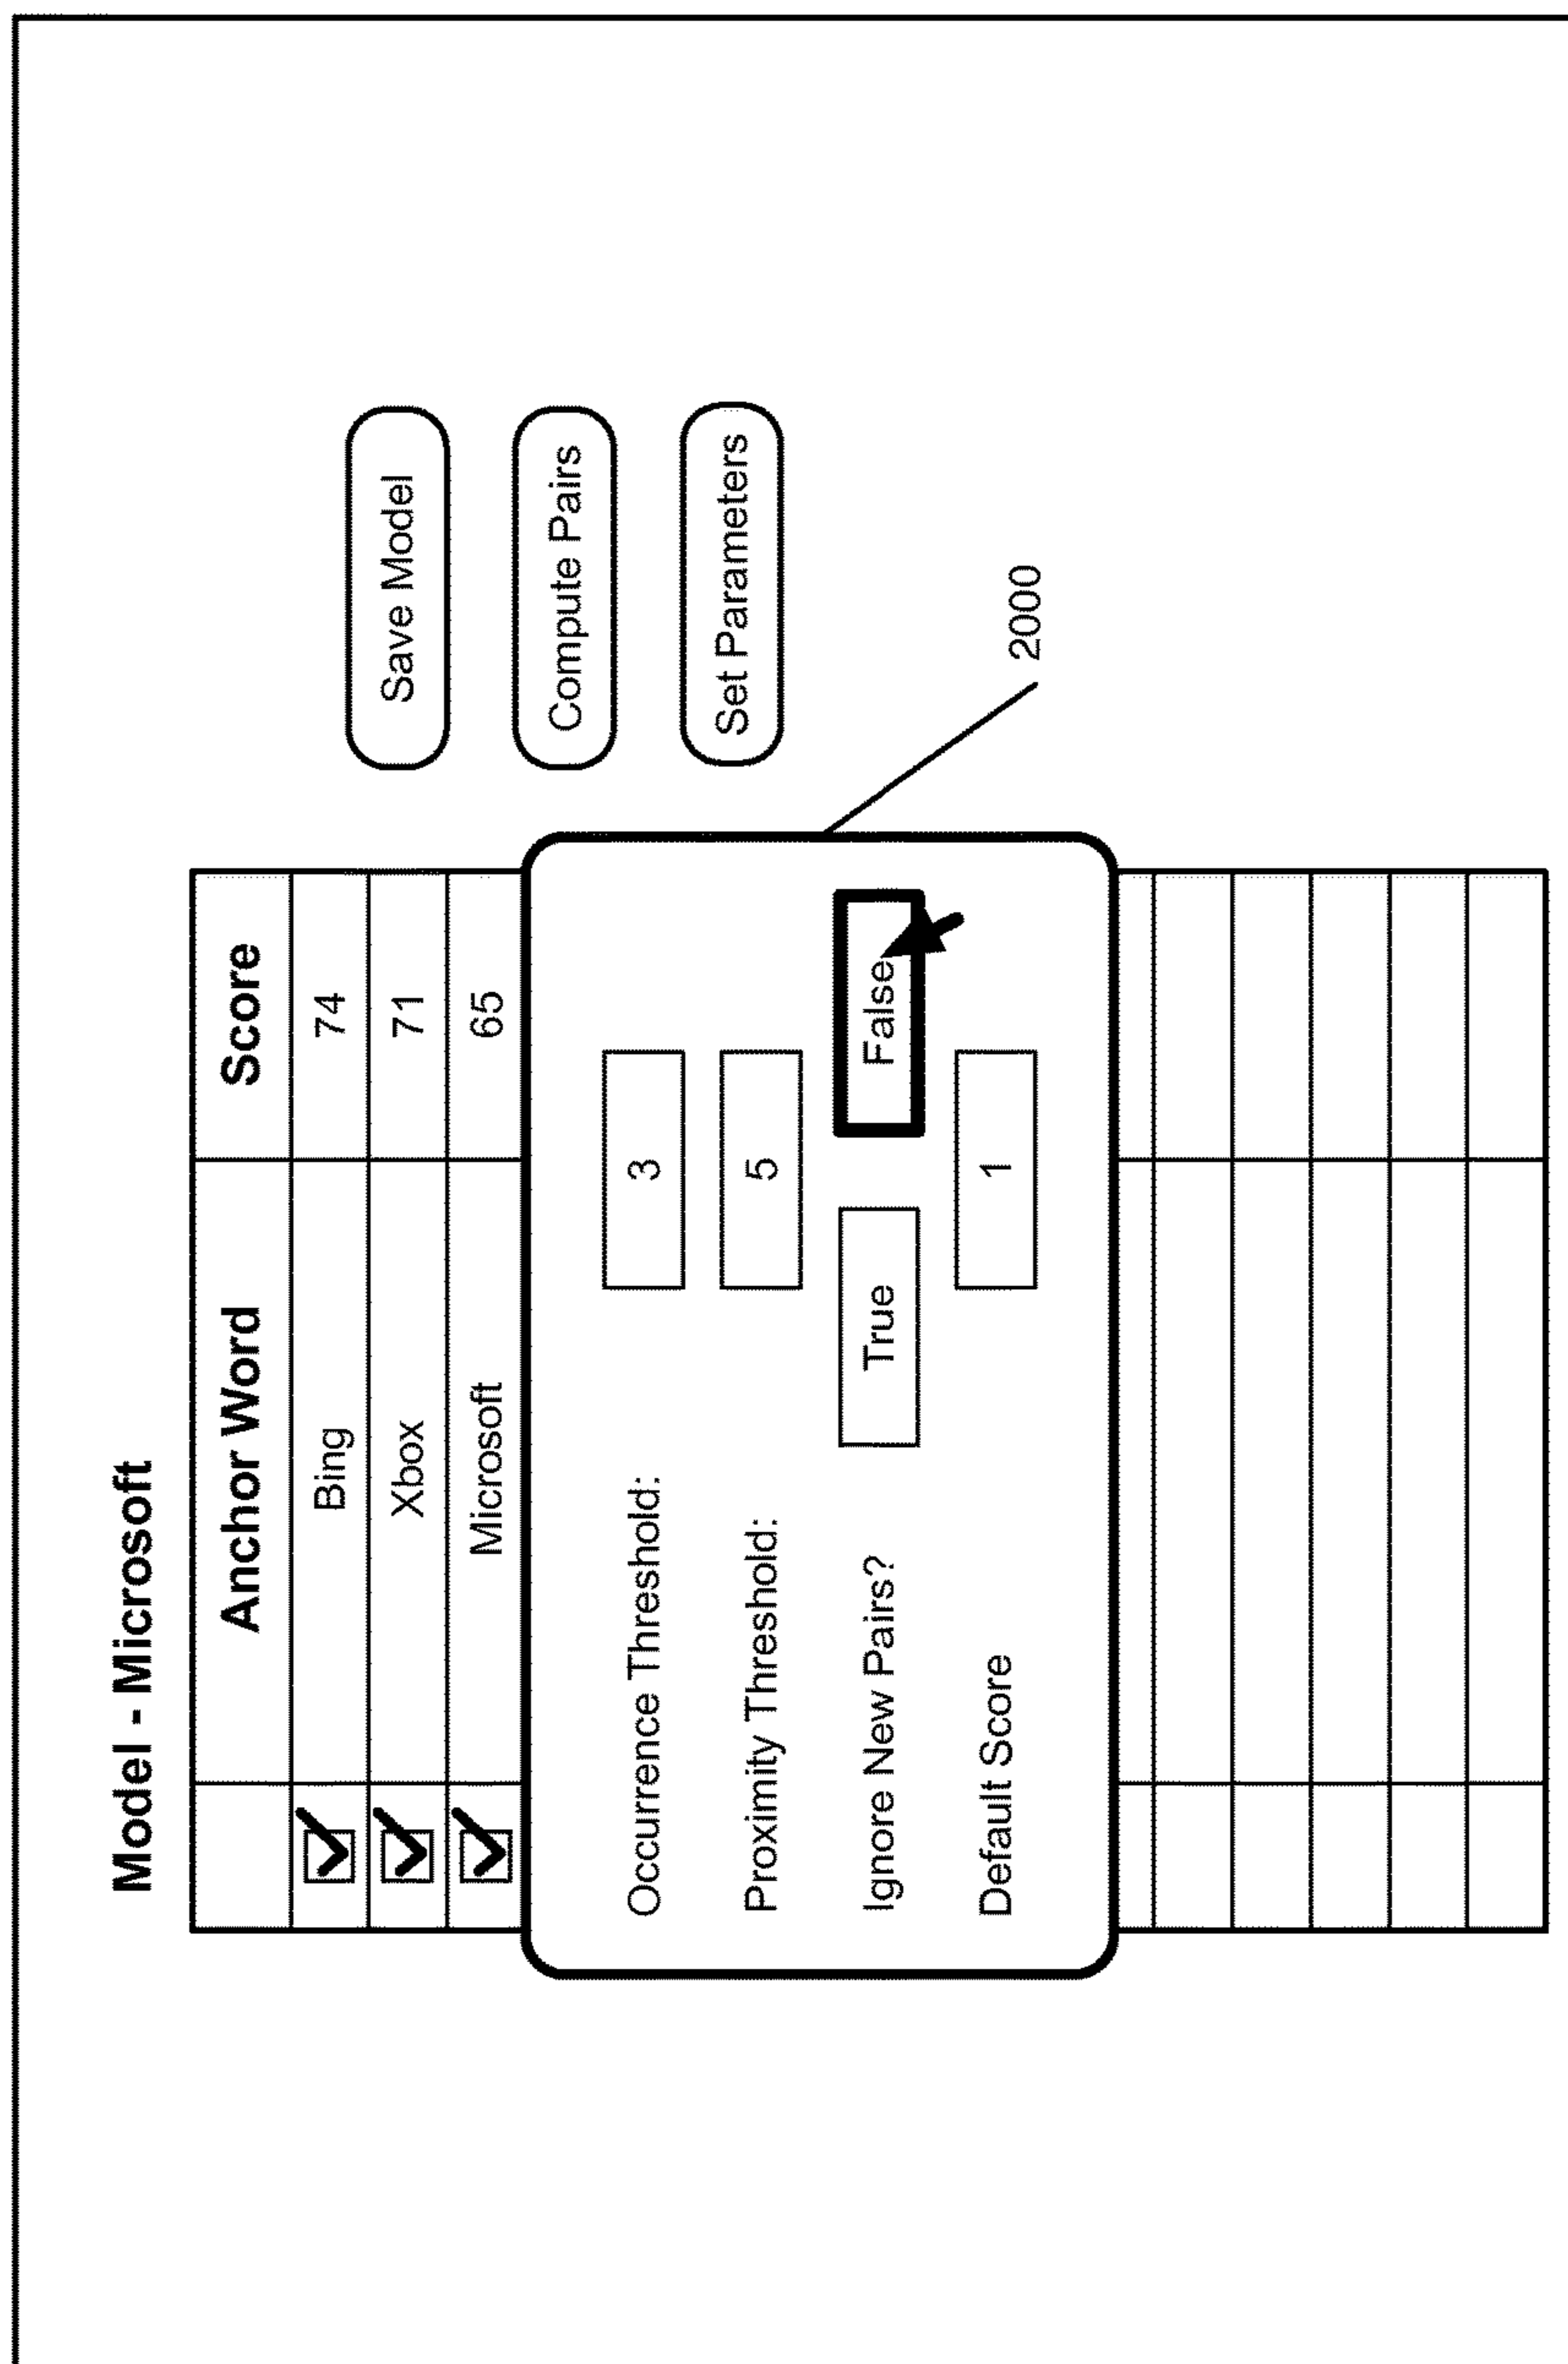 Model - Microsoft
Anchor Word Score
Bing 74
Xbox 71
Microsoft 65
Occurrence Threshold: 3
Proximity Threshold: 5
Ignore New Pairs? True False
Default Score 1
Save Model
Compute Pairs
Set Parameters
2000